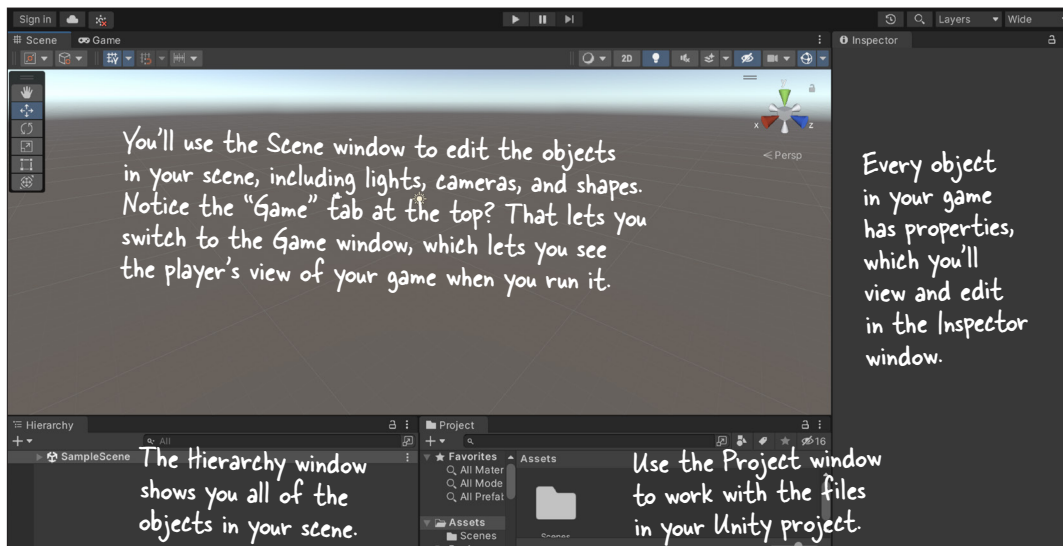 Sign in
Layers
Wide
Scene
Game
Inspector
2D
y
x
z
Persp
You'll use the Scene window to edit the objects
in your scene, including lights, cameras, and shapes.
Notice the "Game" tab at the top? That lets you
switch to the Game window, which lets you see
the player's view of your game when you run it.
Every object
in your game
has properties,
which you'll
view and edit
in the Inspector
window.
Hierarchy
All
SampleScene
The Hierarchy window
shows you all of the
objects in your scene.
Project
16
Favorites
All Mater
All Mode
All Prefab
Assets
Scenes
Assets
Scenes
Use the Project window
to work with the files
in your Unity project.